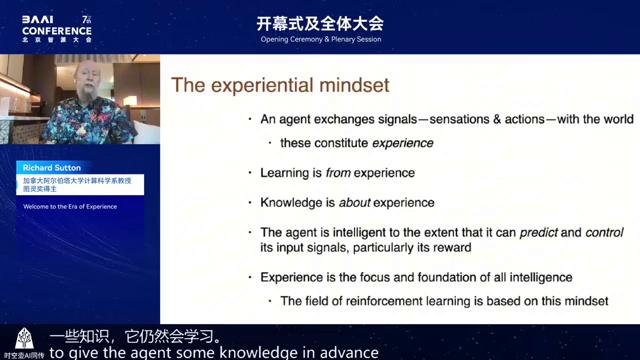 BAAI
CONFERENCE
北京智源大会
7th
开幕式及全体大会
Opening Ceremony & Plenary Session
The experiential mindset
· An agent exchanges signals—sensations & actions—with the world
· these constitute experience
· Learning is from experience
· Knowledge is about experience
· The agent is intelligent to the extent that it can predict and control
its input signals, particularly its reward
· Experience is the focus and foundation of all intelligence
· The field of reinforcement learning is based on this mindset
Richard Sutton
加拿大阿尔伯塔大学计算科学系教授
图灵奖得主
Welcome to the Era of Experience
时空壶AI同传
一些知识，它仍然会学习。
to give the agent some knowledge in advance